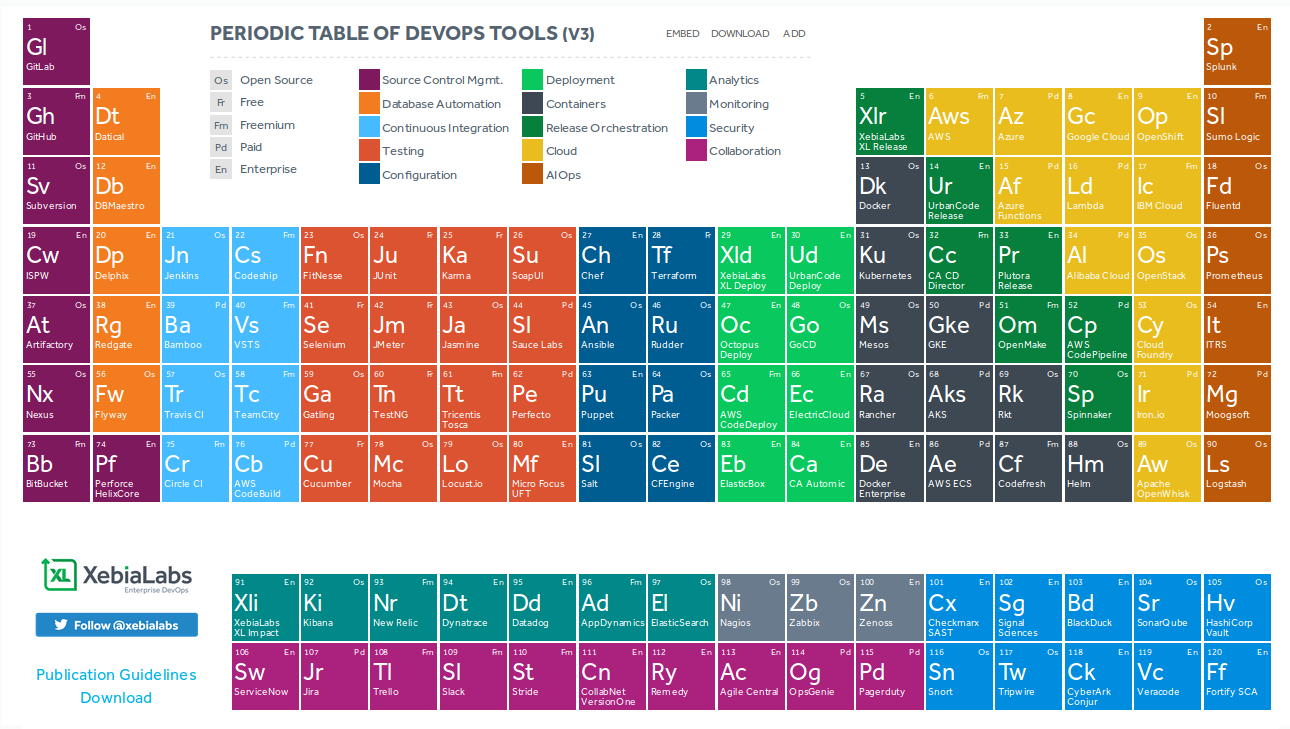 PERIODIC TABLE OF DEVOPS TOOLS (V3)
EMBED DOWNLOAD ADD
Os Open Source
Fr Free
Fm Freemium
Pd Paid
En Enterprise
Source Control Mgmt.
Database Automation
Continuous Integration
Testing
Configuration
Deployment
Containers
Release Orchestration
Cloud
AIOps
Analytics
Monitoring
Security
Collaboration
1 Os
Gl
GitLab
2 En
Sp
Splunk
3 Fm
Gh
GitHub
4 En
Dt
Datical
5 En
Xlr
XebiaLabs
XL Release
6 Fm
Aws
AWS
7 Pd
Az
Azure
8 En
Gc
Google Cloud
9 En
Op
OpenShift
10 Fm
Sl
Sumo Logic
11 Os
Sv
Subversion
12 En
Db
DBMaestro
13 Os
Dk
Docker
14 En
Ur
UrbanCode
Release
15 Pd
Af
Azure
Functions
16 Pd
Ld
Lambda
17 Fm
Ic
IBM Cloud
18 Os
Fd
Fluentd
19 En
Cw
ISPW
20 En
Dp
Delphix
21 Os
Jn
Jenkins
22 Fm
Cs
Codeship
23 Os
Fn
FitNesse
24 Fr
Ju
JUnit
25 Fr
Ka
Karma
26 Os
Su
SoapUI
27 En
Ch
Chef
28 Fr
Tf
Terraform
29 En
Xld
XebiaLabs
XL Deploy
30 En
Ud
UrbanCode
Deploy
31 Os
Ku
Kubernetes
32 Fm
Cc
CA CD
Director
33 En
Pr
Plutora
Release
34 Pd
Al
Alibaba Cloud
35 Os
Os
OpenStack
36 Os
Ps
Prometheus
37 Os
At
Artifactory
38 En
Rg
Redgate
39 Pd
Ba
Bamboo
40 Fm
Vs
VSTS
41 Fr
Se
Selenium
42 Fr
Jm
JMeter
43 Os
Ja
Jasmine
44 Pd
Sl
Sauce Labs
45 Os
An
Ansible
46 Os
Ru
Rudder
47 En
Oc
Octopus
Deploy
48 Os
Go
GoCD
49 Os
Ms
Mesos
50 Pd
Gke
GKE
51 Fm
Om
OpenMake
52 Pd
Cp
AWS
CodePipeline
53 Os
Cy
Cloud
Foundry
54 En
It
ITRS
55 Os
Nx
Nexus
56 Os
Fw
Flyway
57 Os
Tr
Travis CI
58 Fm
Tc
TeamCity
59 Os
Ga
Gatling
60 Fr
Tn
TestNG
61 Fm
Tt
Tricentis
Tosca
62 Pd
Pe
Perfecto
63 En
Pu
Puppet
64 Os
Pa
Packer
65 Fm
Cd
AWS
CodeDeploy
66 En
Ec
ElectricCloud
67 Os
Ra
Rancher
68 Pd
Aks
AKS
69 Os
Rk
Rkt
70 Os
Sp
Spinnaker
71 Pd
Ir
Iron.io
72 Pd
Mg
Moogsoft
73 Fm
Bb
BitBucket
74 En
Pf
Perforce
HelixCore
75 Fm
Cr
Circle CI
76 Pd
Cb
AWS
CodeBuild
77 Fr
Cu
Cucumber
78 Os
Mc
Mocha
79 Os
Lo
Locust.io
80 En
Mf
Micro Focus
UFT
81 Os
Sl
Salt
82 Os
Ce
CFEngine
83 En
Eb
ElasticBox
84 En
Ca
CA Automic
85 En
De
Docker
Enterprise
86 Pd
Ae
AWS ECS
87 Fm
Cf
Codefresh
88 Os
Hm
Helm
89 Os
Aw
Apache
OpenWhisk
90 Os
Ls
Logstash
XL XebiaLabs
Enterprise DevOps
Follow @xebialabs
Publication Guidelines
Download
91 En
Xli
XebiaLabs
XL Impact
92 Os
Ki
Kibana
93 Fm
Nr
New Relic
94 En
Dt
Dynatrace
95 En
Dd
Datadog
96 Fm
Ad
AppDynamics
97 Os
El
ElasticSearch
98 Os
Ni
Nagios
99 Os
Zb
Zabbix
100 En
Zn
Zenoss
101 En
Cx
Checkmarx
SAST
102 En
Sg
Signal
Sciences
103 En
Bd
BlackDuck
104 Os
Sr
SonarQube
105 Os
Hv
HashiCorp
Vault
106 En
Sw
ServiceNow
107 Pd
Jr
Jira
108 Fm
Tl
Trello
109 Fm
Sl
Slack
110 Fm
St
Stride
111 En
Cn
CollabNet
VersionOne
112 En
Ry
Remedy
113 En
Ac
Agile Central
114 Pd
Og
OpsGenie
115 Pd
Pd
Pagerduty
116 Os
Sn
Snort
117 Os
Tw
Tripwire
118 En
Ck
CyberArk
Conjur
119 En
Vc
Veracode
120 En
Ff
Fortify SCA